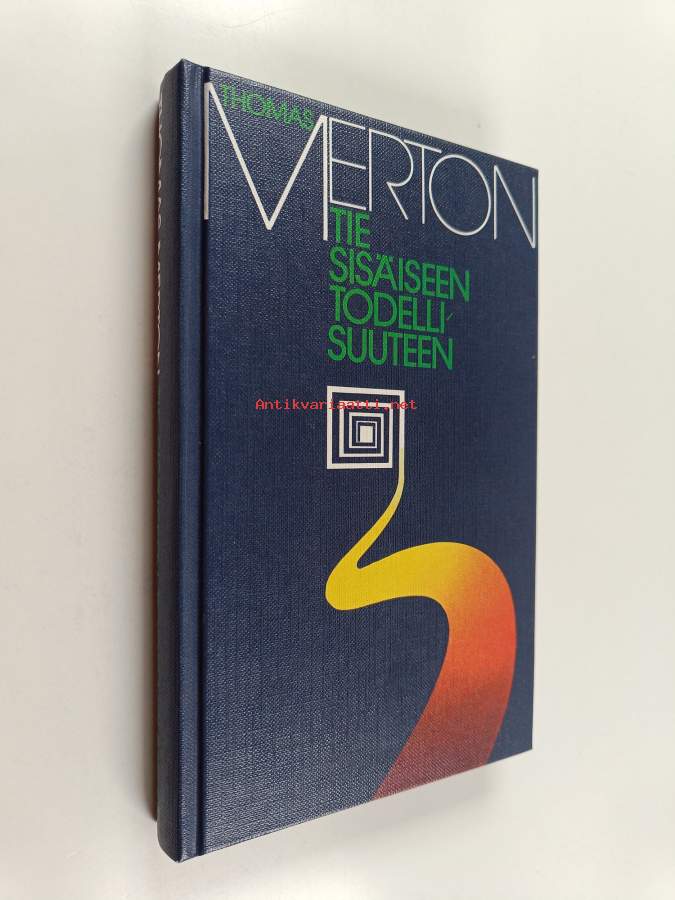 THOMAS
MERTON
TIE
SISÄISEEN
TODELLI-
SUUTEEN
Antikvariaatti.net